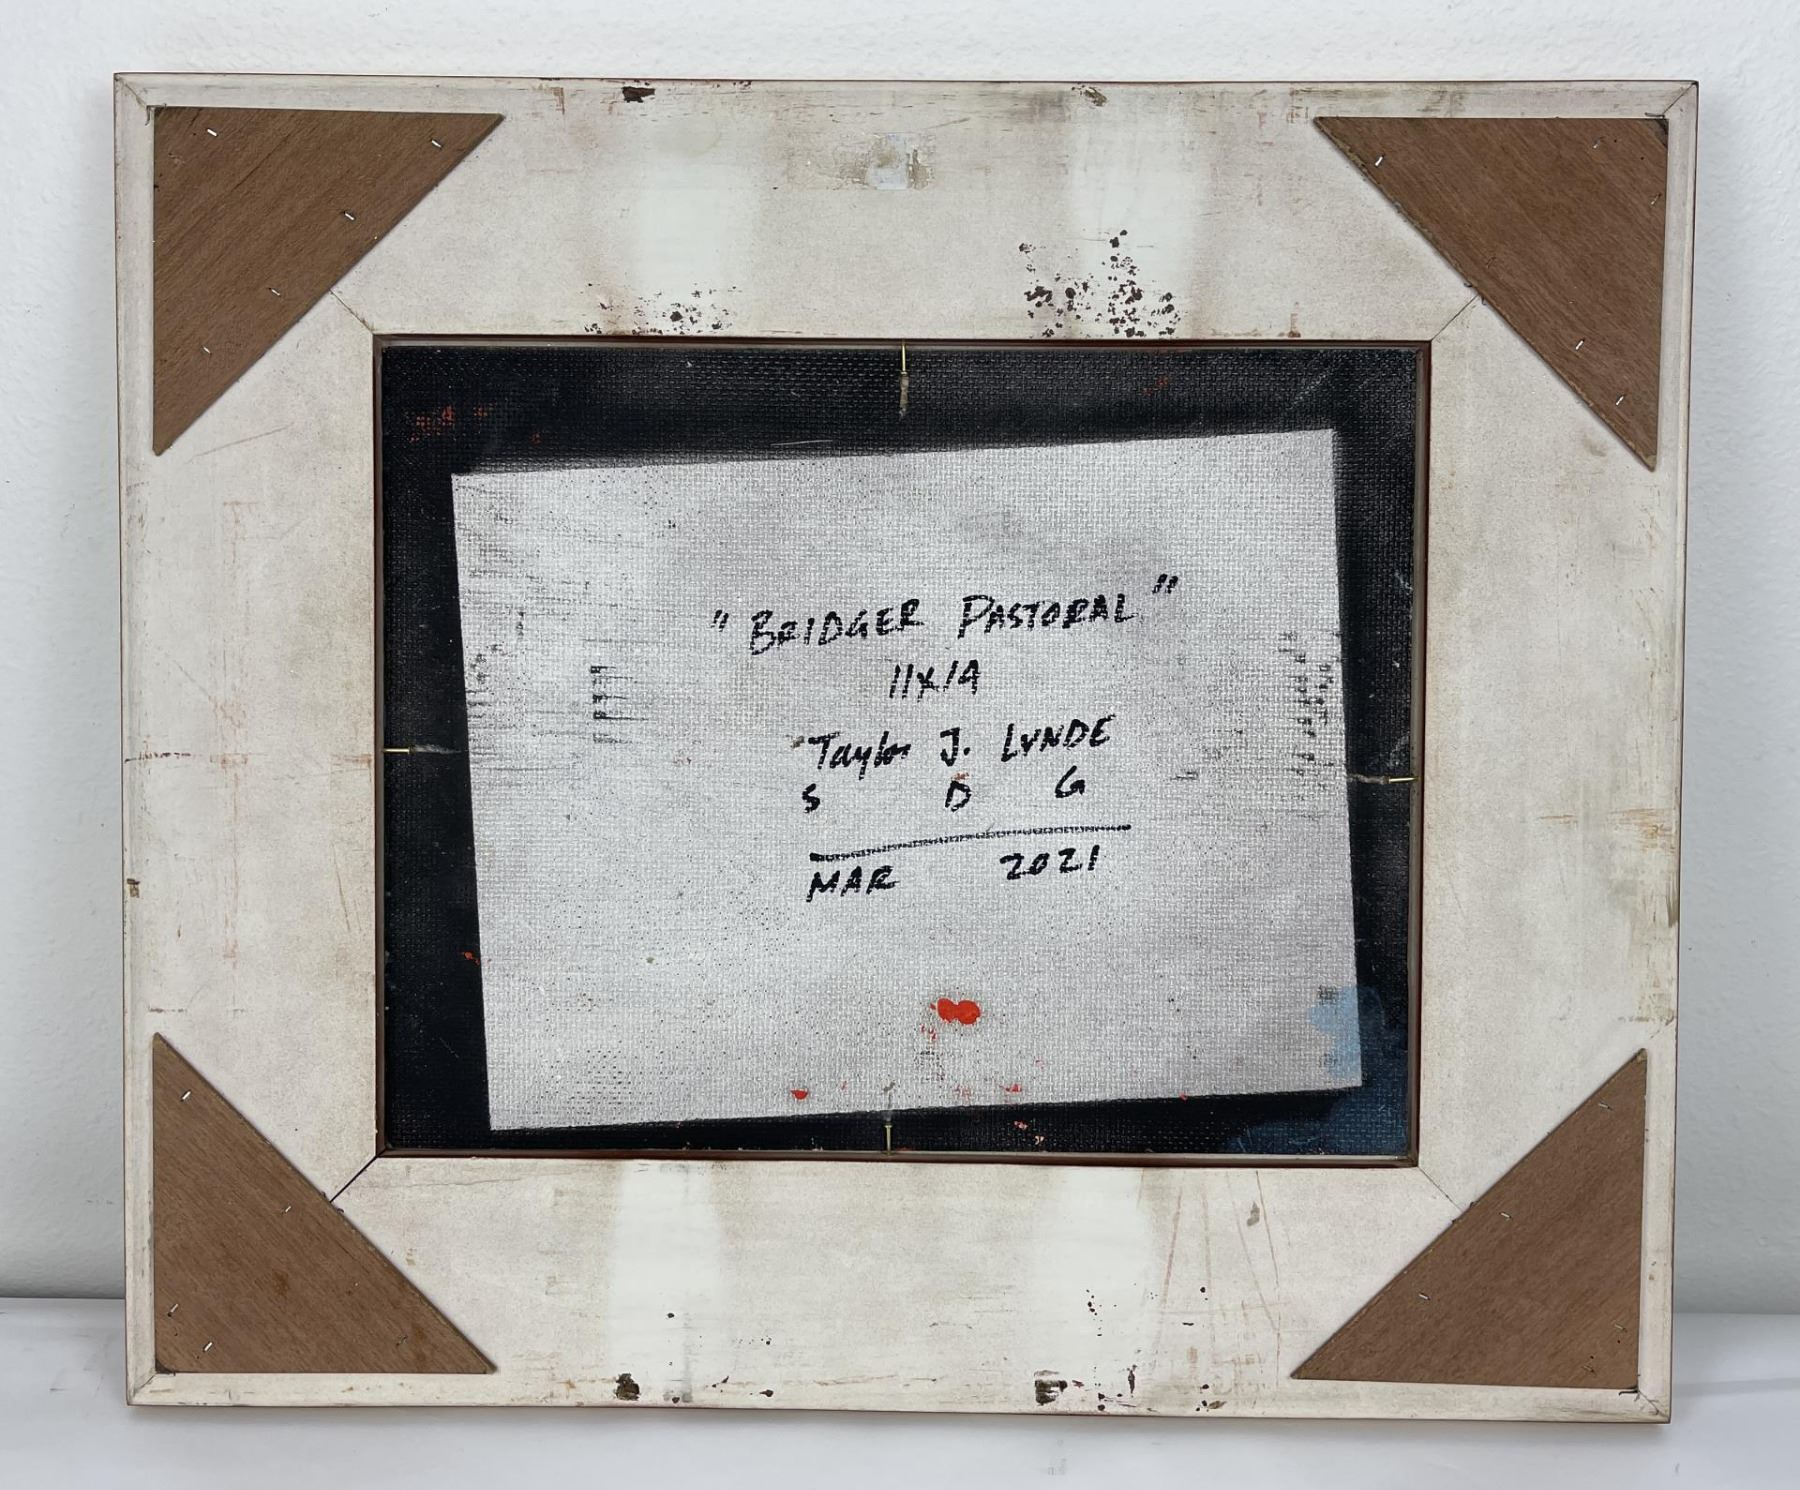 "BRIDGER PASTORAL"
11x14
Taylor J. LYNDE
S D G
MAR 2021